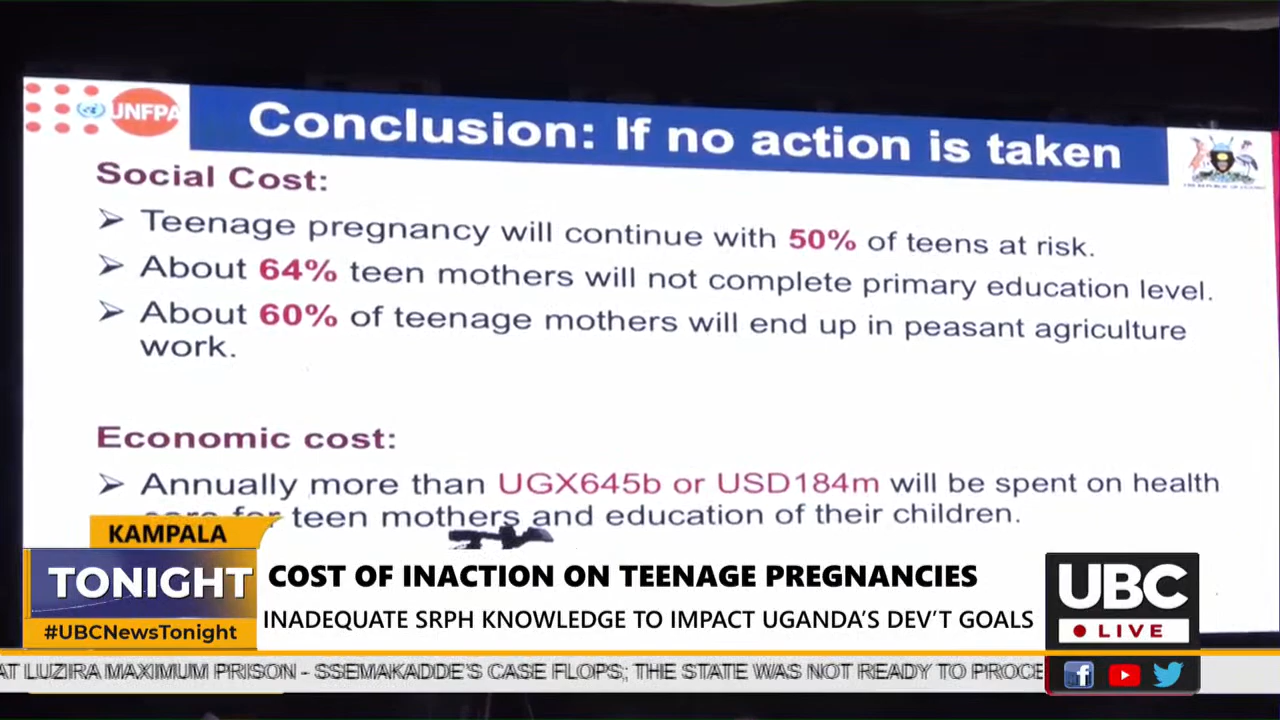 UNFPA
Conclusion: If no action is taken
Social Cost:
➢ Teenage pregnancy will continue with 50% of teens at risk.
➢ About 64% teen mothers will not complete primary education level.
➢ About 60% of teenage mothers will end up in peasant agriculture
work.
Economic cost:
➢ Annually more than UGX645b or USD184m will be spent on health
care for teen mothers and education of their children.
KAMPALA
TONIGHT
#UBCNewsTonight
COST OF INACTION ON TEENAGE PREGNANCIES
INADEQUATE SRPH KNOWLEDGE TO IMPACT UGANDA'S DEV'T GOALS
UBC
LIVE
AT LUZIRA MAXIMUM PRISON - SSEMAKADDE'S CASE FLOPS; THE STATE WAS NOT READY TO PROCE